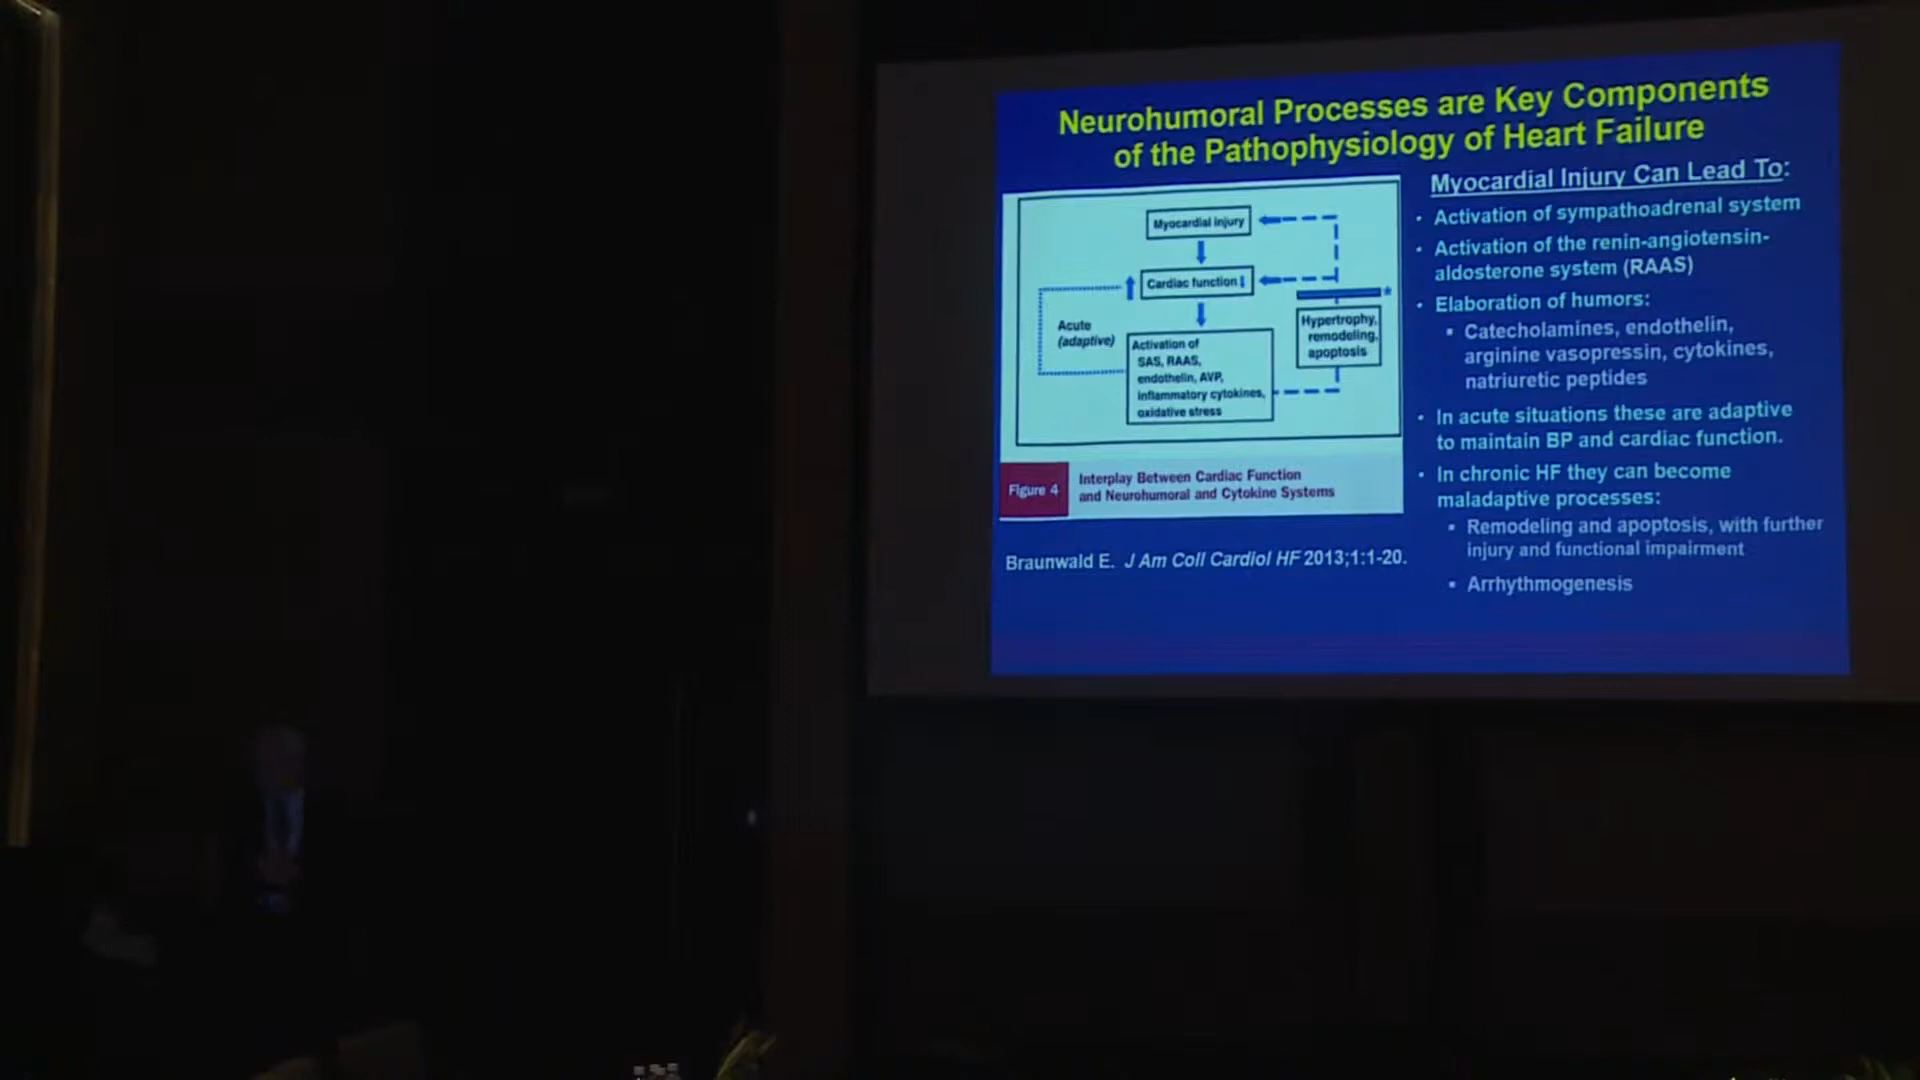 Neurohumoral Processes are Key Components
of the Pathophysiology of Heart Failure
Myocardial injury
Cardiac function↓
Acute
(adaptive)
Activation of
SAS, RAAS,
endothelin, AVP,
inflammatory cytokines,
oxidative stress
Hypertrophy,
remodeling,
apoptosis
*
Figure 4
Interplay Between Cardiac Function
and Neurohumoral and Cytokine Systems
Braunwald E. J Am Coll Cardiol HF 2013;1:1-20.
Myocardial Injury Can Lead To:
• Activation of sympathoadrenal system
• Activation of the renin-angiotensin-
aldosterone system (RAAS)
• Elaboration of humors:
▪ Catecholamines, endothelin,
arginine vasopressin, cytokines,
natriuretic peptides
• In acute situations these are adaptive
to maintain BP and cardiac function.
• In chronic HF they can become
maladaptive processes:
▪ Remodeling and apoptosis, with further
injury and functional impairment
▪ Arrhythmogenesis